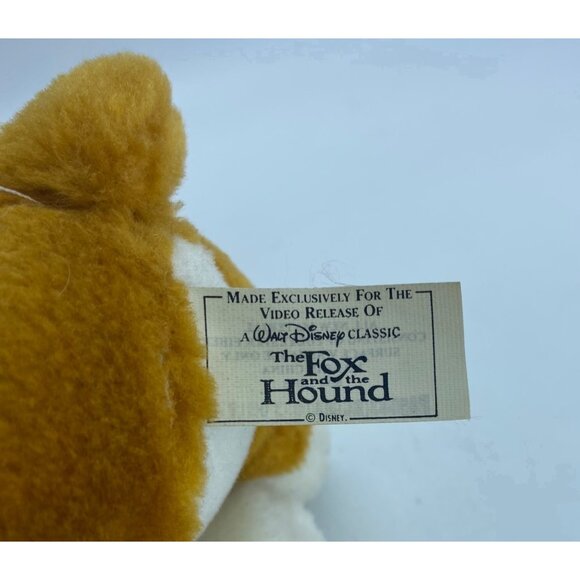 Made Exclusively For The
Video Release Of
A Walt Disney Classic
The Fox
and the
Hound
© Disney.